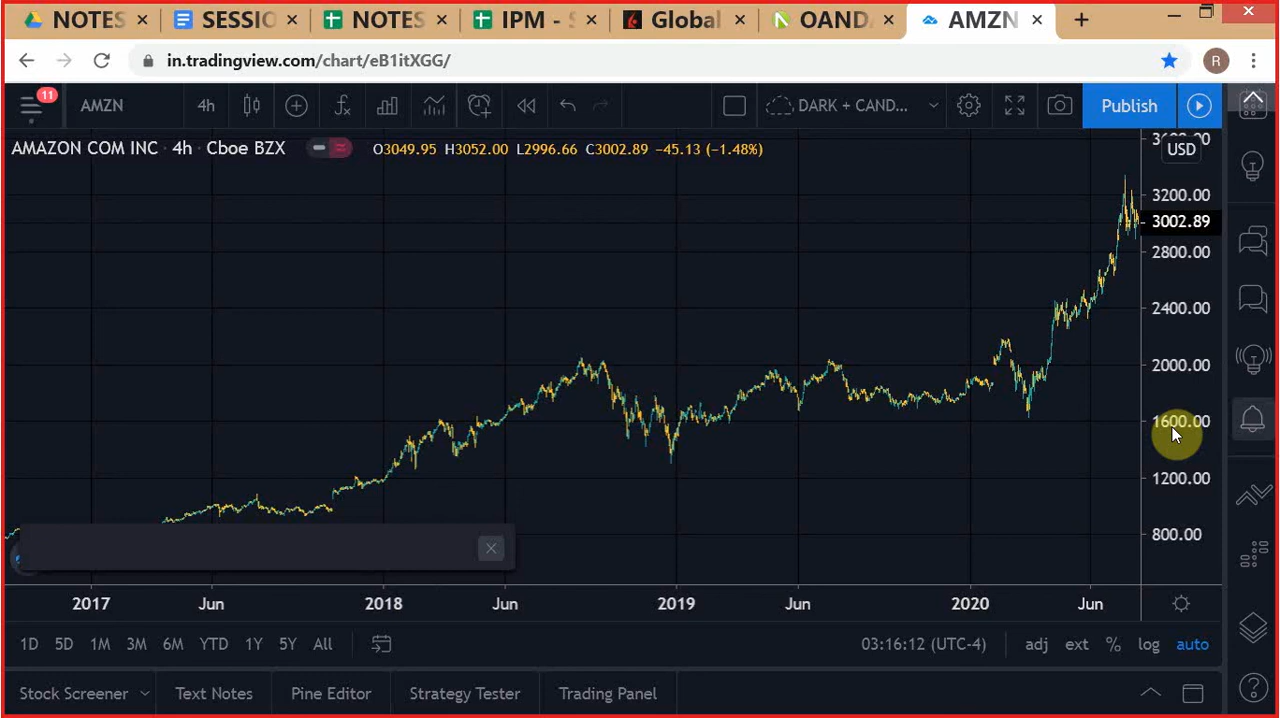 NOTES SESSIO NOTES IPM - S Global OAND AMZN
in.tradingview.com/chart/eB1itXGG/ R
11 AMZN 4h DARK + CAND... Publish
AMAZON COM INC · 4h · Cboe BZX O3049.95 H3052.00 L2996.66 C3002.89 −45.13 (−1.48%)
USD
3200.00
3002.89
2800.00
2400.00
2000.00
1600.00
1200.00
800.00
2017 Jun 2018 Jun 2019 Jun 2020 Jun
1D 5D 1M 3M 6M YTD 1Y 5Y All 03:16:12 (UTC-4) adj ext % log auto
Stock Screener Text Notes Pine Editor Strategy Tester Trading Panel